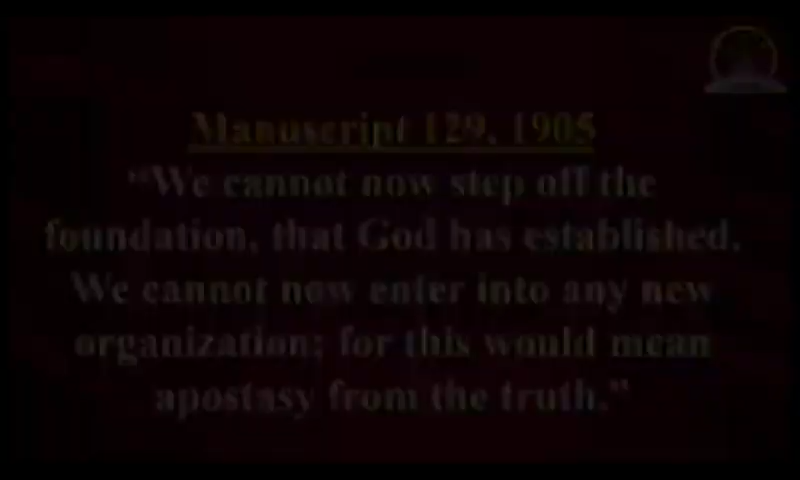 Manuscript 129, 1905
“We cannot now step off the
foundation, that God has established.
We cannot now enter into any new
organization; for this would mean
apostasy from the truth.”